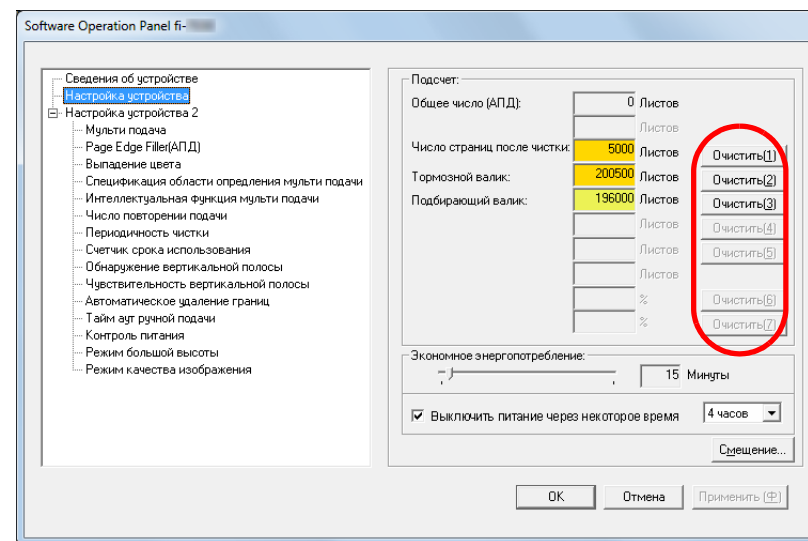 Software Operation Panel fi-
Сведения об устройстве
Настройка устройства
Настройка устройства 2
Мульти подача
Page Edge Filler(АПД)
Выпадение цвета
Спецификация области опредления мульти подачи
Интеллектуальная функция мульти подачи
Число повторении подачи
Периодичность чистки
Счетчик срока использования
Обнаружение вертикальной полосы
Чувствительность вертикальной полосы
Автоматическое удаление границ
Тайм аут ручной подачи
Контроль питания
Режим большой высоты
Режим качества изображения
Подсчет:
Общее число (АПД): 0 Листов
Листов
Число страниц после чистки: 5000 Листов Очистить(1)
Тормозной валик: 200500 Листов Очистить(2)
Подбирающий валик: 196000 Листов Очистить(3)
Листов Очистить(4)
Листов Очистить(5)
Листов
% Очистить(6)
% Очистить(7)
Экономное энергопотребление:
15 Минуты
Выключить питание через некоторое время 4 часов
Смещение...
OK Отмена Применить (Ф)